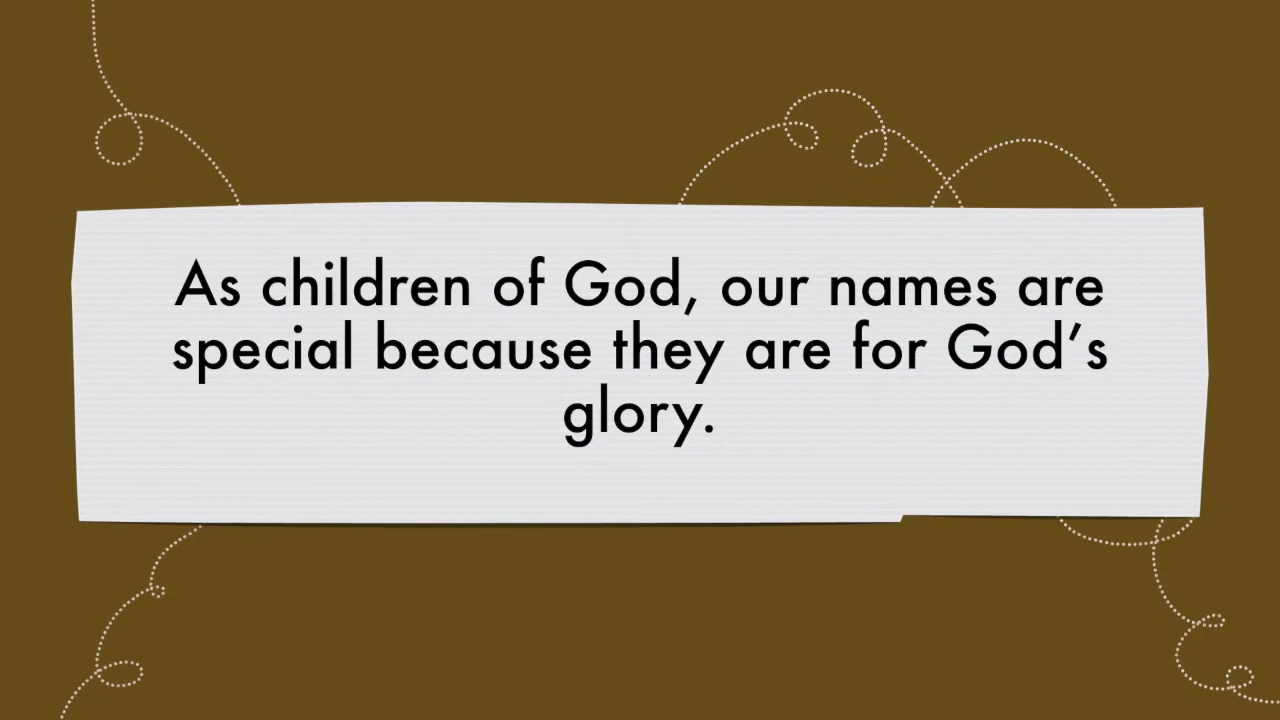 As children of God, our names are
special because they are for God’s
glory.